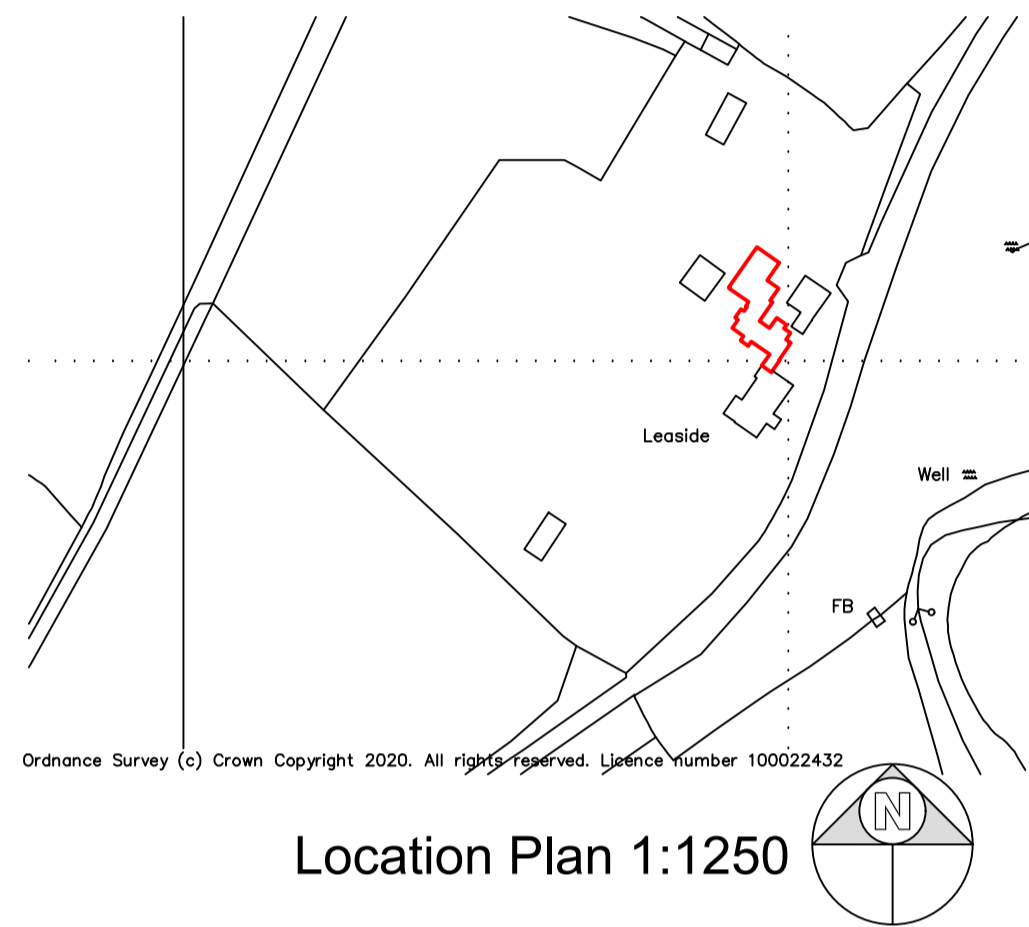 Leaside
Well
FB
Ordnance Survey (c) Crown Copyright 2020. All rights reserved. Licence number 100022432
Location Plan 1:1250
N